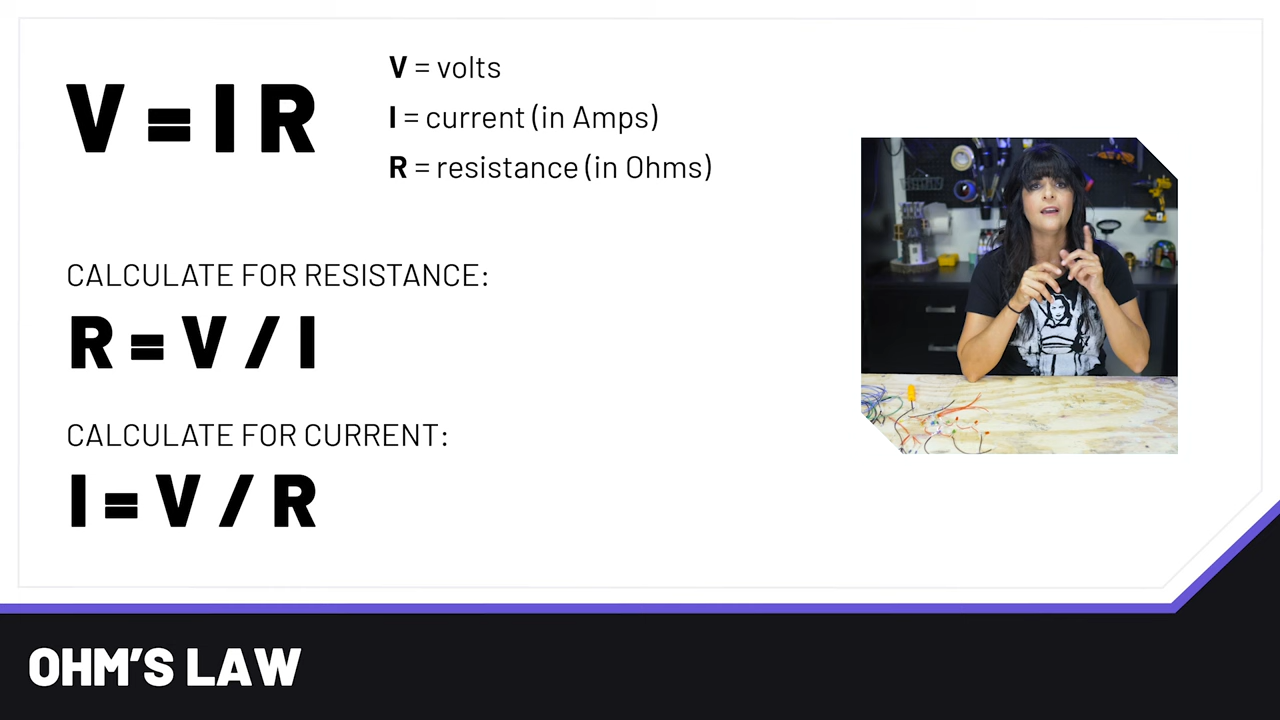 V = I R
V = volts
I = current (in Amps)
R = resistance (in Ohms)
CALCULATE FOR RESISTANCE:
R = V / I
CALCULATE FOR CURRENT:
I = V / R
OHM'S LAW